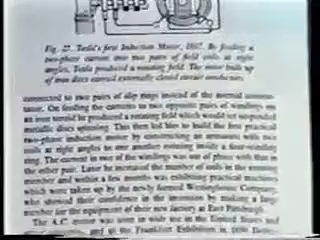 Fig. 27. Tesla's first Induction Motor, 1887. By feeding a
two-phase current into two pairs of field coils at right
angles, Tesla produced a rotating field. The motor built up
of iron discs carried externally closed circuit conductors.
connected to two pairs of slip rings instead of the normal commu-
tator. On feeding the currents to two opposite pairs of windings on
an iron toroid he produced a rotating field which would set suspended
metallic discs spinning. This then led him to build the first practical
two-phase induction motor by constructing an armature with two
coils at right angles to one another rotating inside a four-winding
ring. The current in two of the windings was out of phase with that in
the other pair. Later he increased the number of coils in the rotating
member and within a few months was exhibiting practical machines
which were taken up by the newly formed Westinghouse Company
who showed their confidence in the invention by making a large
number for the equipment of their new factory at East Pittsburgh.
The A.C. motor was soon in wide use in the United States and
and at the Frankfurt Exhibition in